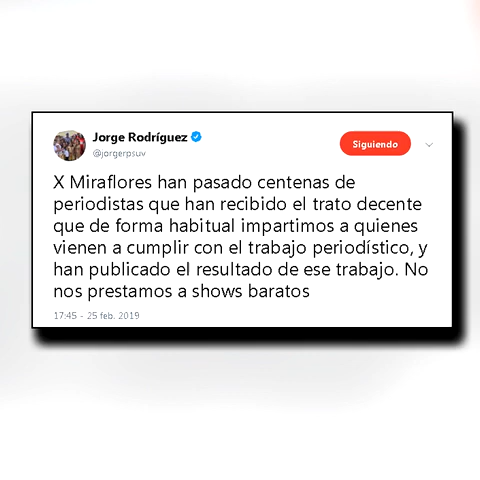 Jorge Rodríguez
@jorgerpsuv
Siguiendo
X Miraflores han pasado centenas de
periodistas que han recibido el trato decente
que de forma habitual impartimos a quienes
vienen a cumplir con el trabajo periodístico, y
han publicado el resultado de ese trabajo. No
nos prestamos a shows baratos
17:45 - 25 feb. 2019